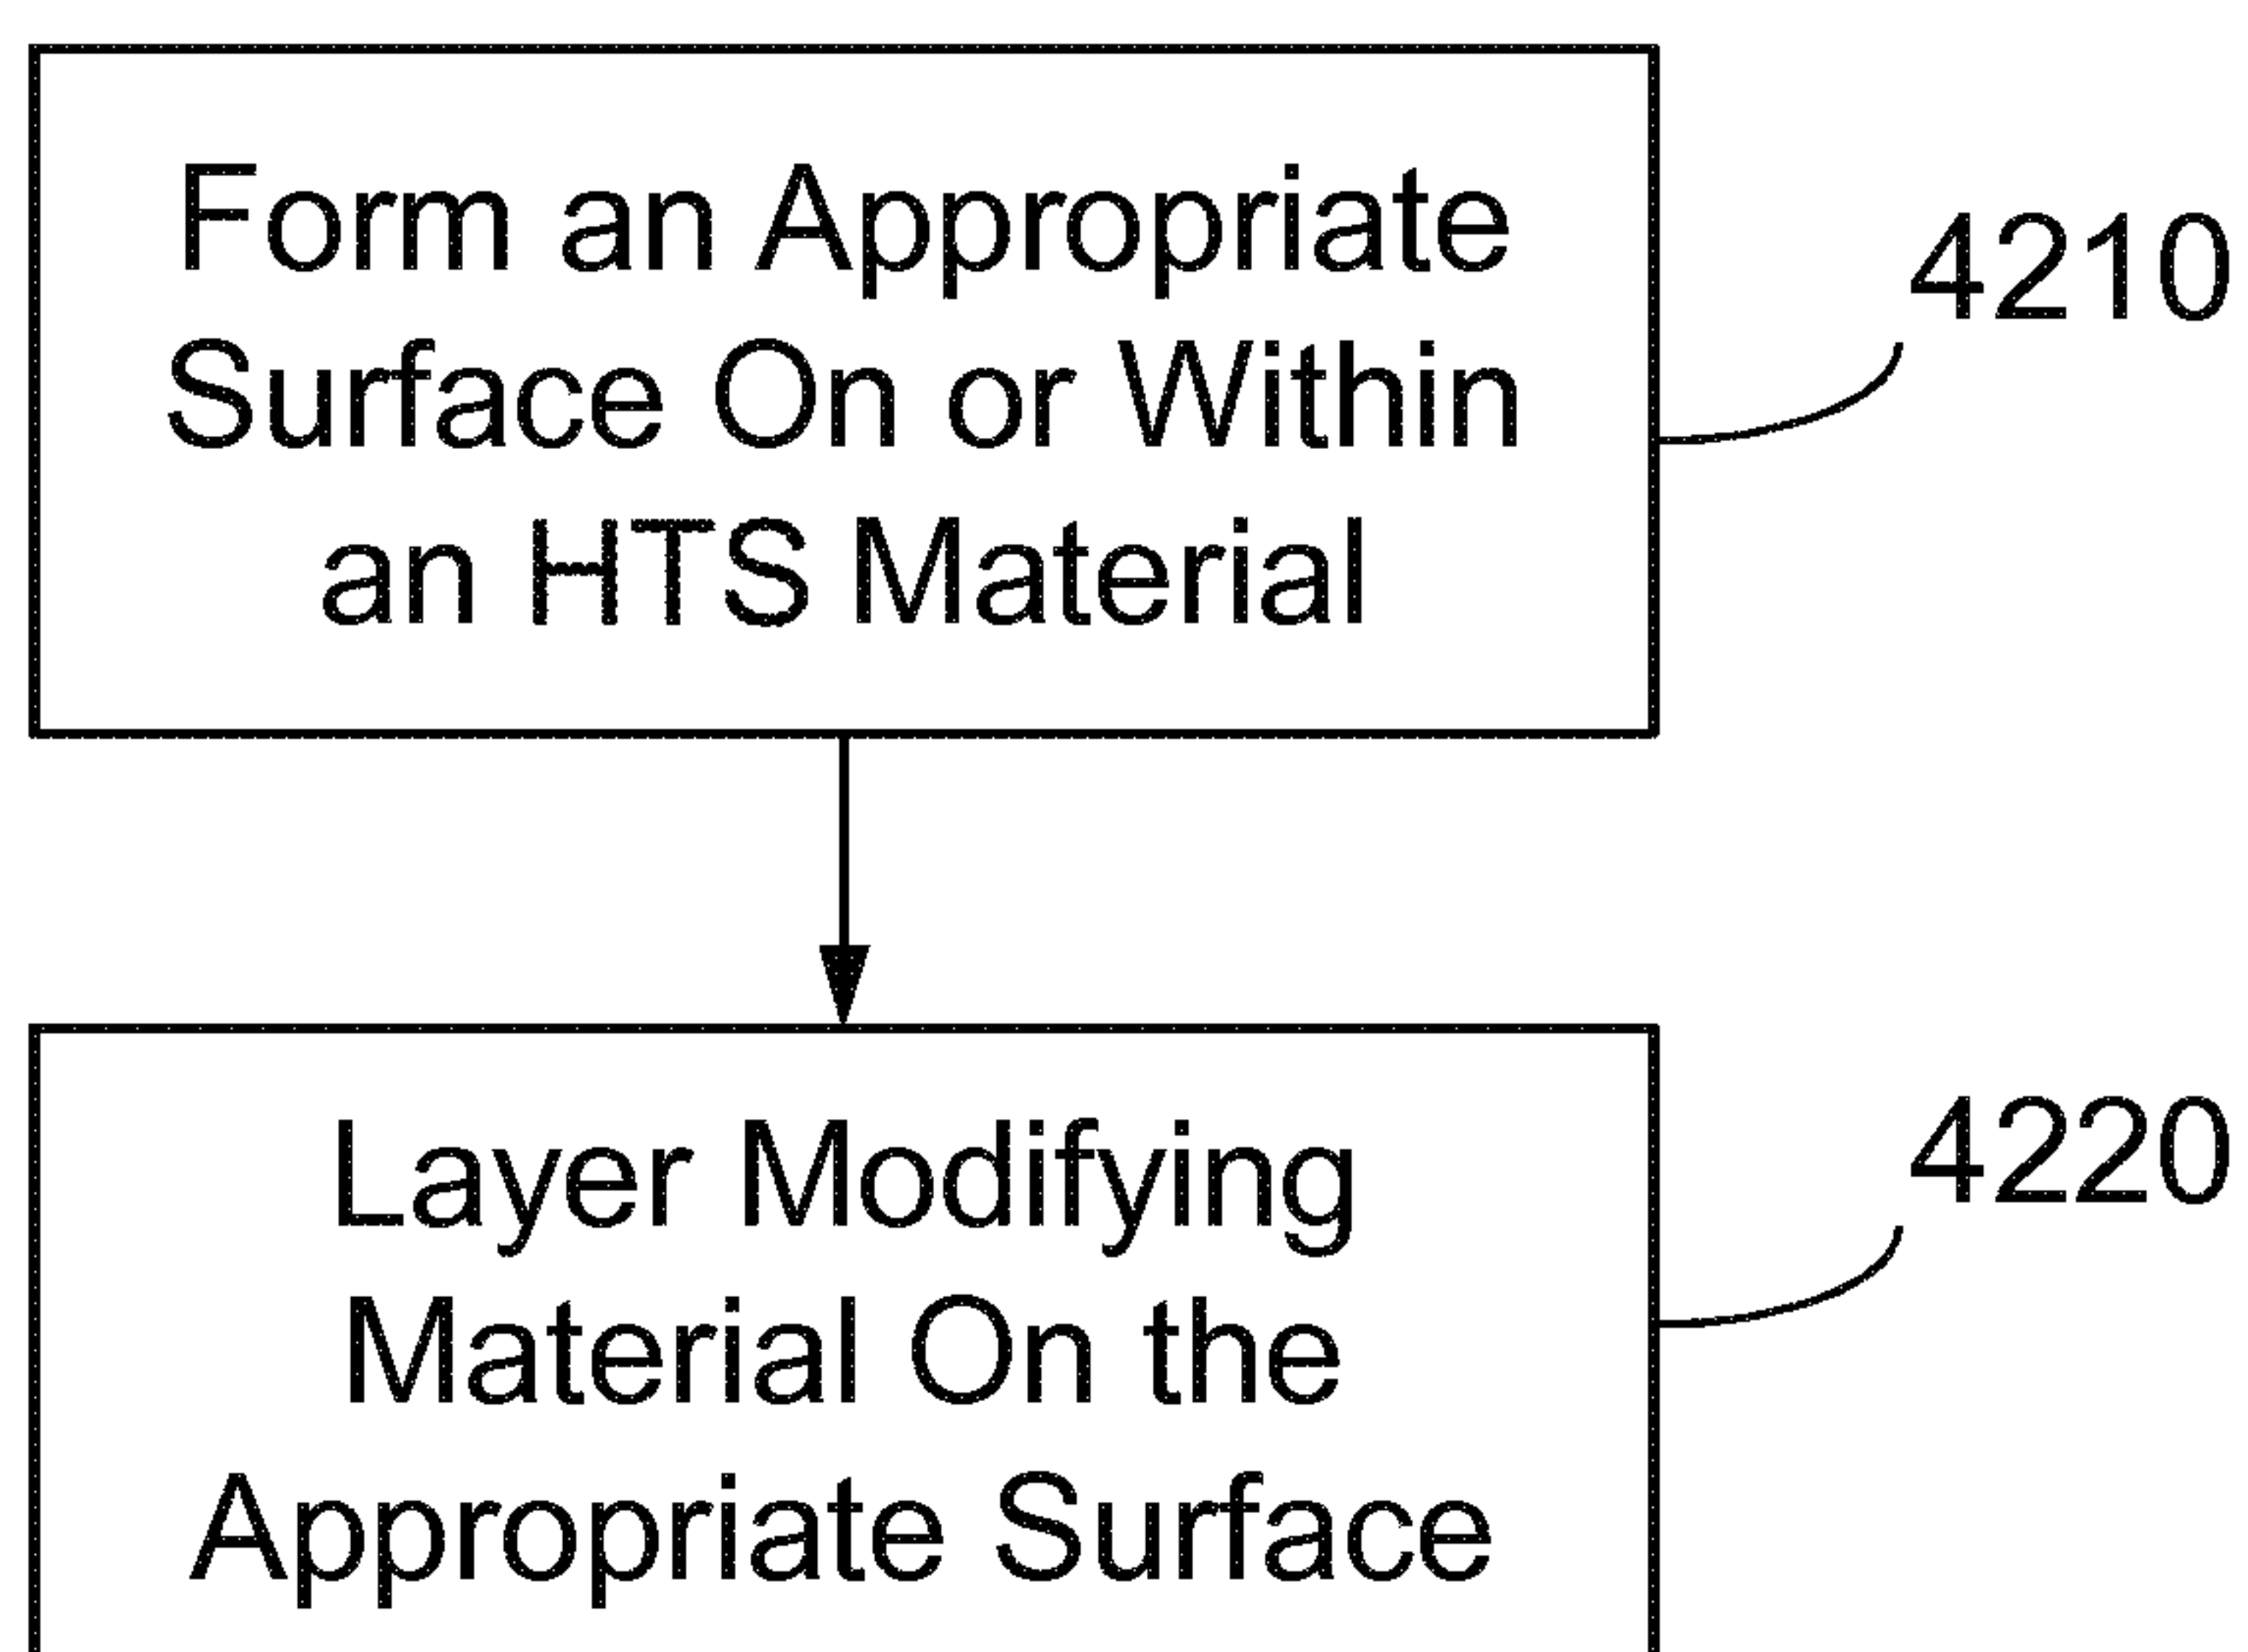 Form an Appropriate
Surface On or Within
an HTS Material
4210
Layer Modifying
Material On the
Appropriate Surface
4220